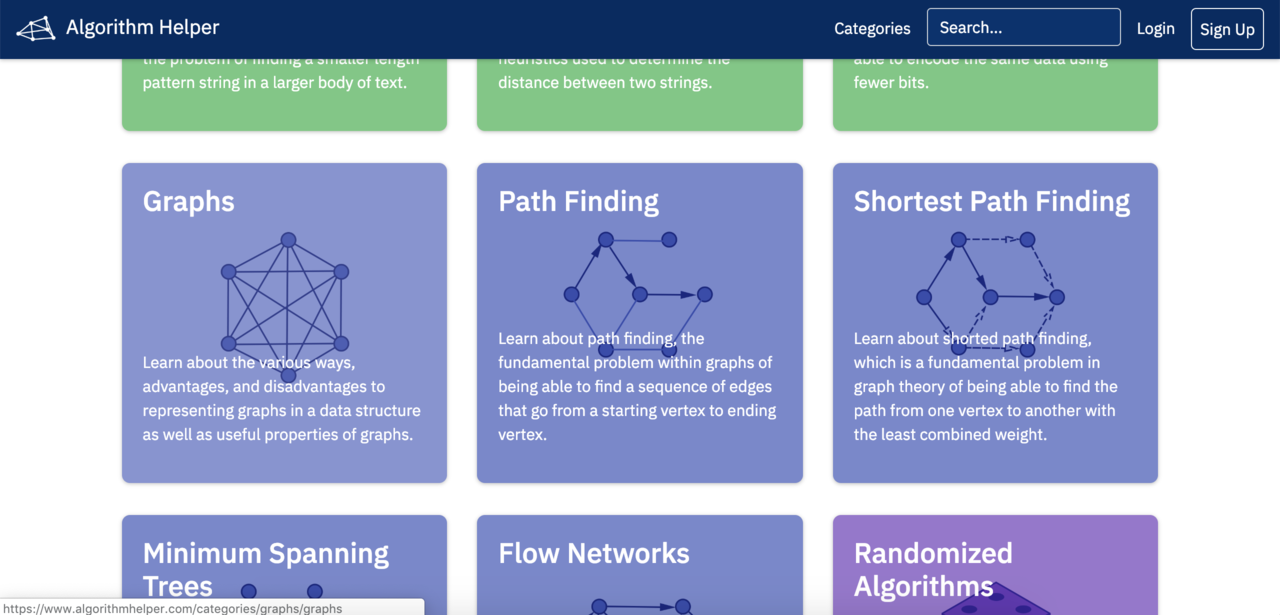 Algorithm Helper
Categories
Search...
Login
Sign Up
the problem of finding a smaller length
pattern string in a larger body of text.
heuristics used to determine the
distance between two strings.
able to encode the same data using
fewer bits.
Graphs
Learn about the various ways,
advantages, and disadvantages to
representing graphs in a data structure
as well as useful properties of graphs.
Path Finding
Learn about path finding, the
fundamental problem within graphs of
being able to find a sequence of edges
that go from a starting vertex to ending
vertex.
Shortest Path Finding
Learn about shorted path finding,
which is a fundamental problem in
graph theory of being able to find the
path from one vertex to another with
the least combined weight.
Minimum Spanning
Trees
Flow Networks
Randomized
Algorithms
https://www.algorithmhelper.com/categories/graphs/graphs